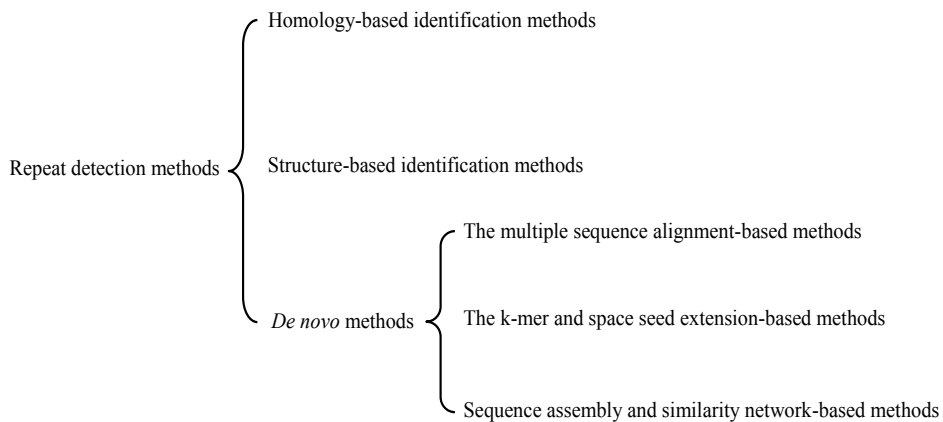 Homology-based identification methods
Repeat detection methods
Structure-based identification methods
De novo methods
The multiple sequence alignment-based methods
The k-mer and space seed extension-based methods
Sequence assembly and similarity network-based methods